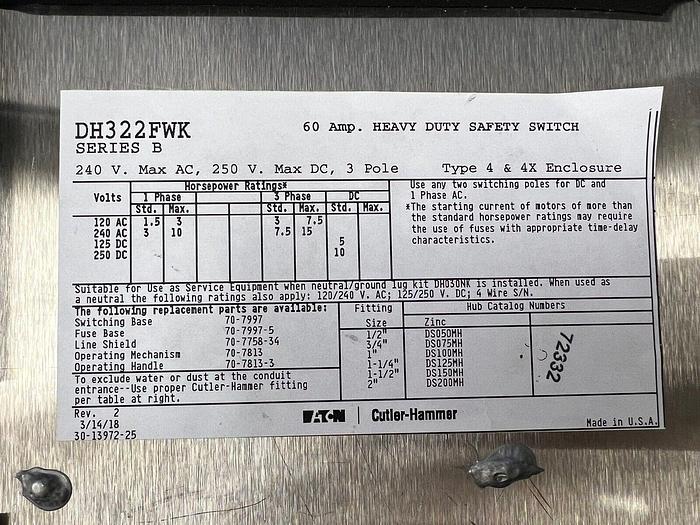 DH322FWK 60 Amp. HEAVY DUTY SAFETY SWITCH
SERIES B
240 V. Max AC, 250 V. Max DC, 3 Pole Type 4 & 4X Enclosure
Horsepower Ratings*
Volts 1 Phase 3 Phase DC
Std. Max. Std. Max. Std. Max.
120 AC 1.5 3 3 7.5
240 AC 3 10 7.5 15
125 DC 5
250 DC 10
Use any two switching poles for DC and
1 Phase AC.
*The starting current of motors of more than
the standard horsepower ratings may require
the use of fuses with appropriate time-delay
characteristics.
Suitable for Use as Service Equipment when neutral/ground lug kit DH030NK is installed. When used as
a neutral the following ratings also apply: 120/240 V. AC; 125/250 V. DC; 4 Wire S/N.
The following replacement parts are available:
Switching Base 70-7997
Fuse Base 70-7997-5
Line Shield 70-7758-34
Operating Mechanism 70-7813
Operating Handle 70-7813-3
To exclude water or dust at the conduit
entrance--Use proper Cutler-Hammer fitting
per table at right.
Fitting Hub Catalog Numbers
Size Zinc
1/2" DS050MH
3/4" DS075MH
1" DS100MH
1-1/4" DS125MH
1-1/2" DS150MH
2" DS200MH
72332
Rev. 2
3/14/18
30-13972-25
EATON Cutler-Hammer
Made in U.S.A.